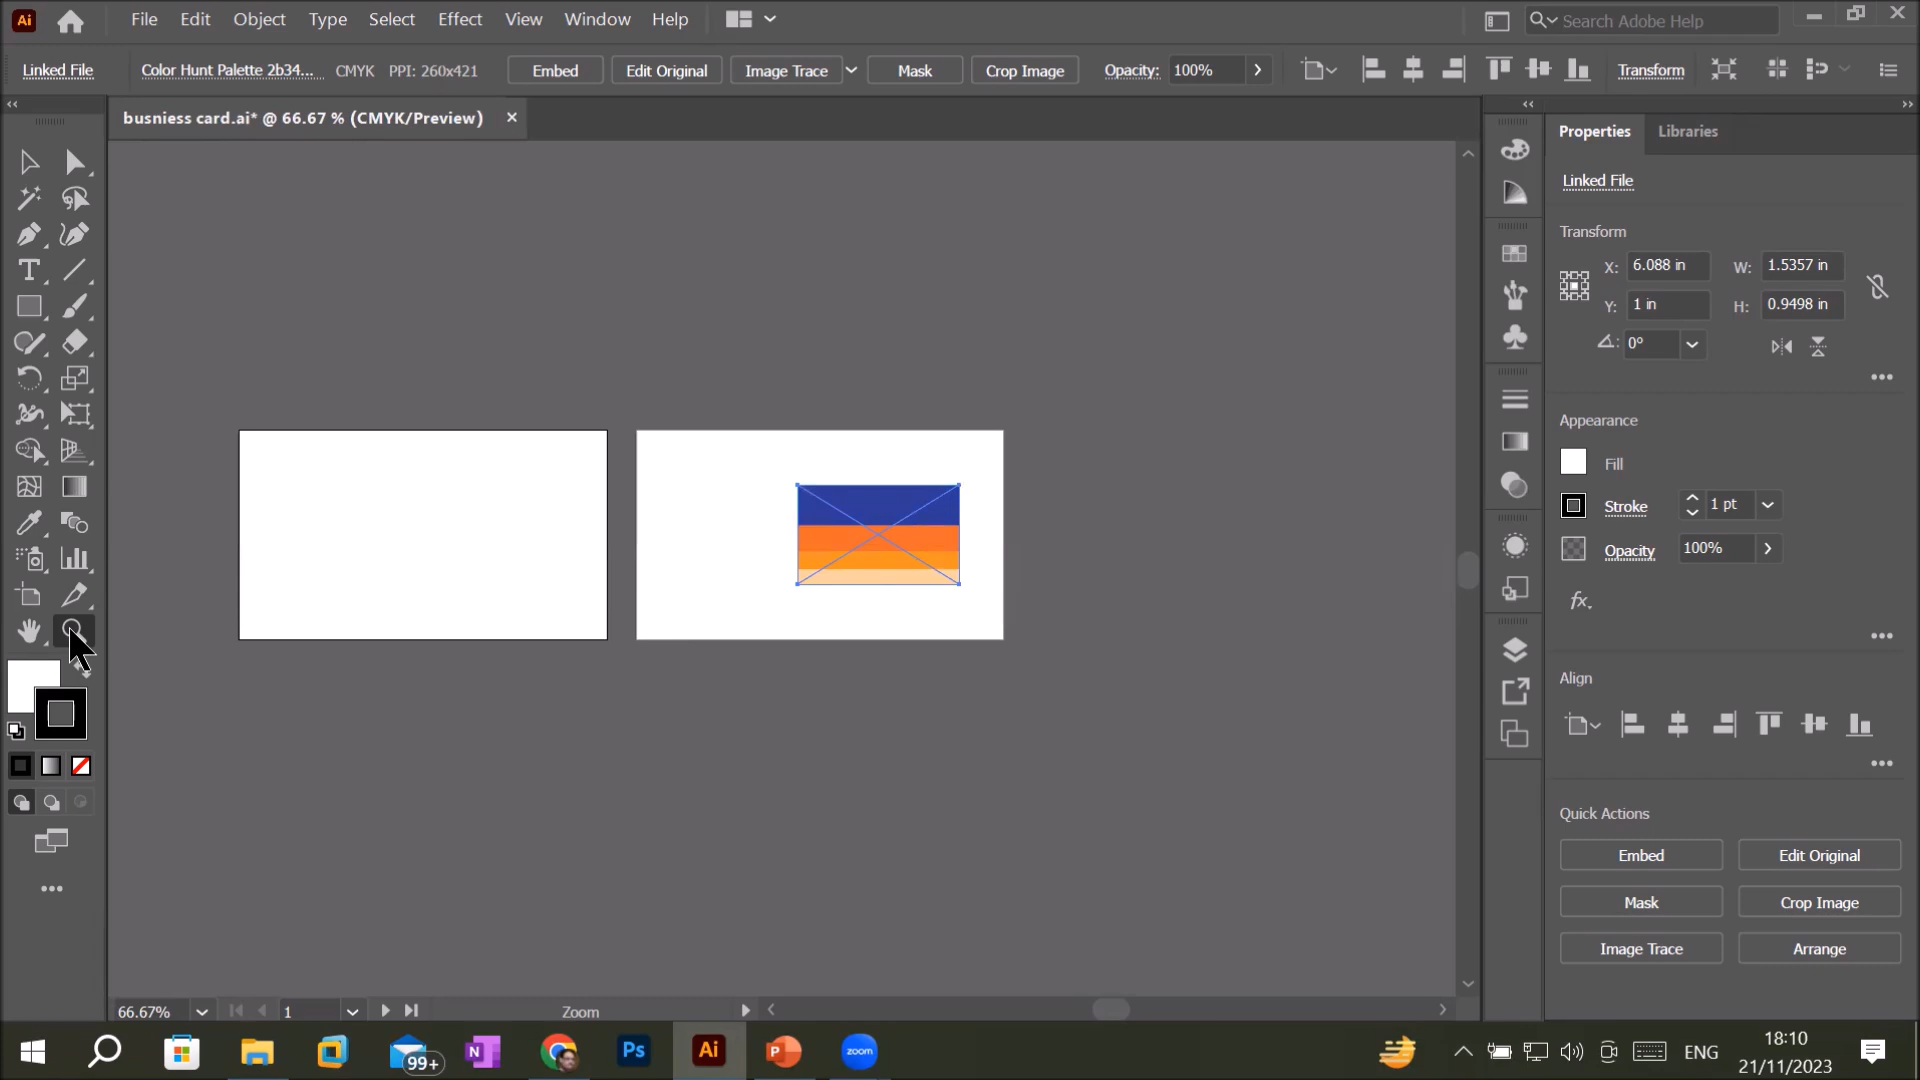 Ai File Edit Object Type Select Effect View Window Help Search Adobe Help
Linked File Color Hunt Palette 2b34... CMYK PPI: 260x421 Embed Edit Original Image Trace Mask Crop Image Opacity: 100% Transform
busniess card.ai* @ 66.67 % (CMYK/Preview)
Properties Libraries
Linked File
Transform
X: 6.088 in W: 1.5357 in
Y: 1 in H: 0.9498 in
0°
Appearance
Fill
Stroke 1 pt
Opacity 100%
fx.
Align
Quick Actions
Embed Edit Original
Mask Crop Image
Image Trace Arrange
66.67% 1 Zoom
99+ N Ps Ai P zoom ENG 18:10
21/11/2023